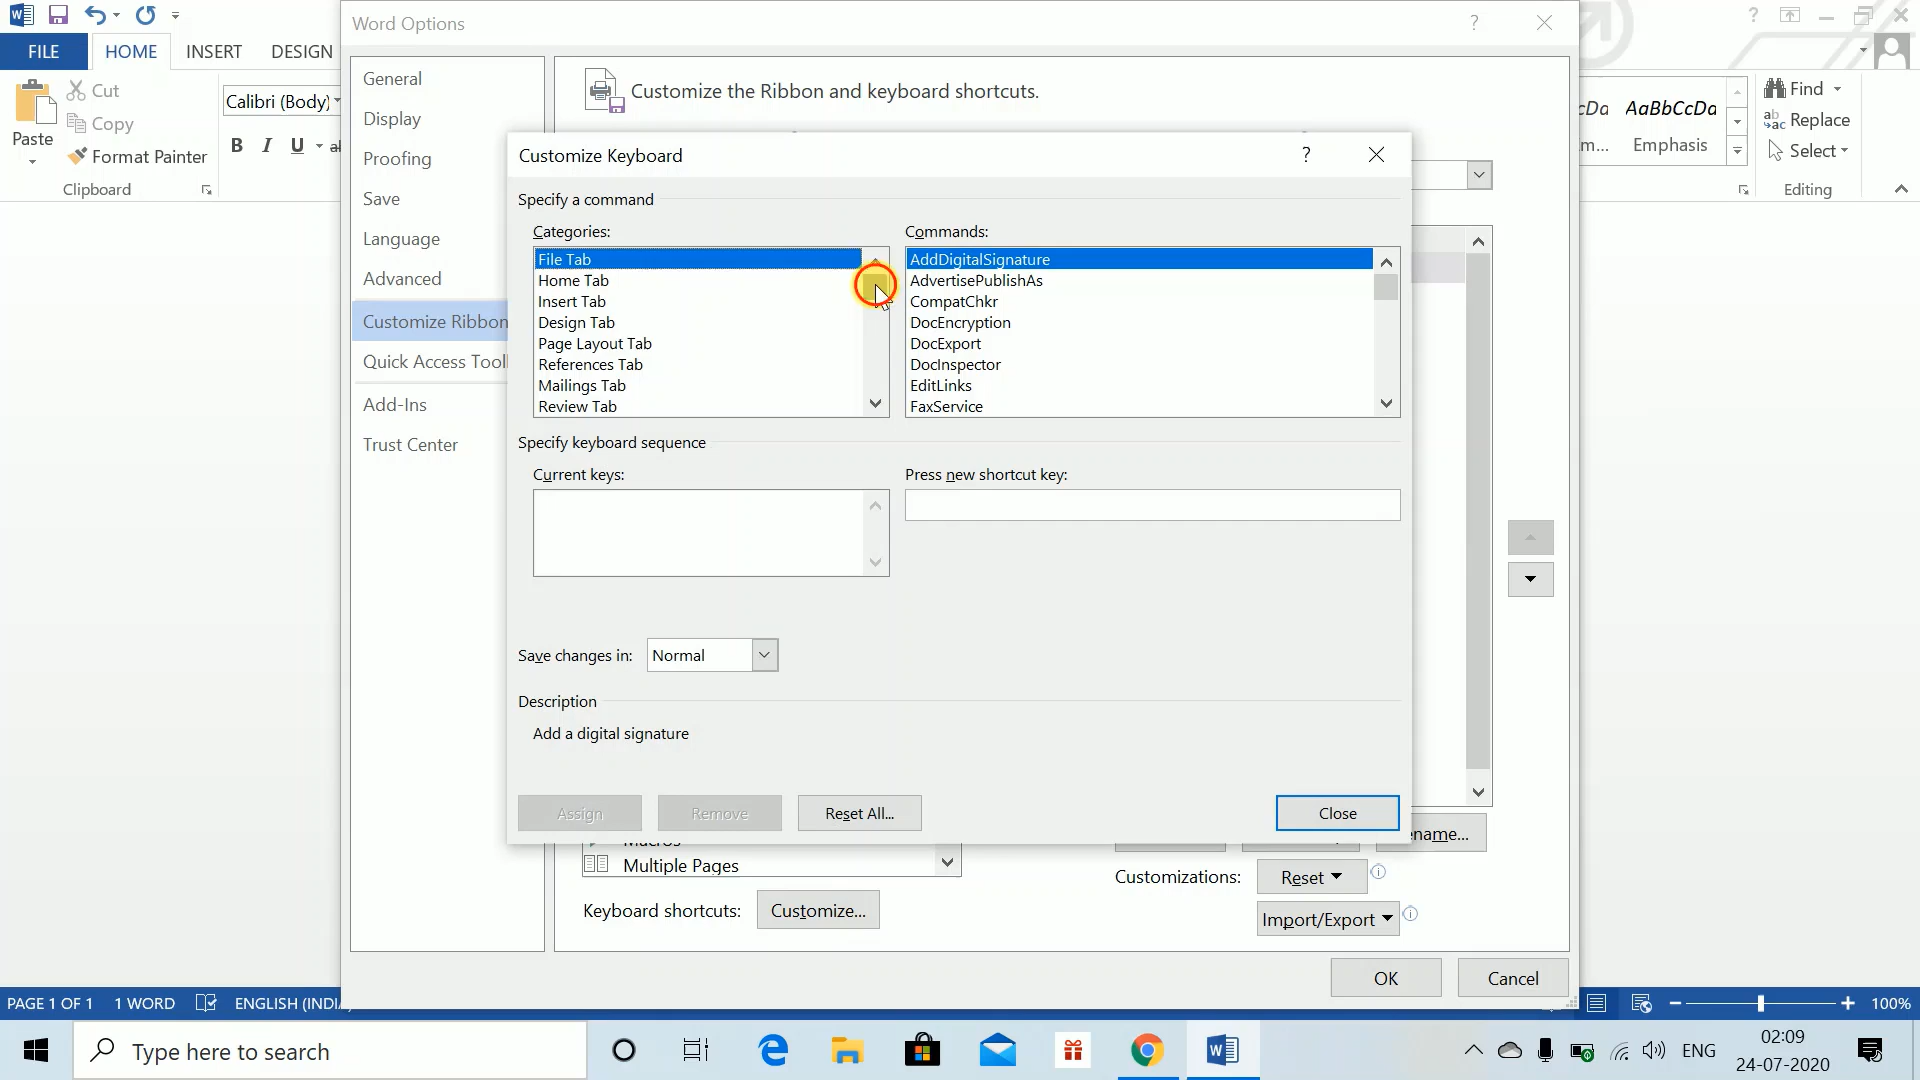 Word Options
FILE
HOME
INSERT
DESIGN
Cut
Copy
Format Painter
Paste
Clipboard
Calibri (Body)
B I U
General
Display
Proofing
Save
Language
Advanced
Customize Ribbon
Quick Access Tool
Add-Ins
Trust Center
Customize the Ribbon and keyboard shortcuts.
AaBbCcDa
Emphasis
Find
Replace
Select
Editing
Customize Keyboard
Specify a command
Categories:
File Tab
Home Tab
Insert Tab
Design Tab
Page Layout Tab
References Tab
Mailings Tab
Review Tab
Commands:
AddDigitalSignature
AdvertisePublishAs
CompatChkr
DocEncryption
DocExport
DocInspector
EditLinks
FaxService
Specify keyboard sequence
Current keys:
Press new shortcut key:
Save changes in:
Normal
Description
Add a digital signature
Assign
Remove
Reset All...
Close
Multiple Pages
Keyboard shortcuts:
Customize...
ename...
Customizations:
Reset
Import/Export
OK
Cancel
PAGE 1 OF 1
1 WORD
ENGLISH (INDI
100%
Type here to search
ENG
02:09
24-07-2020